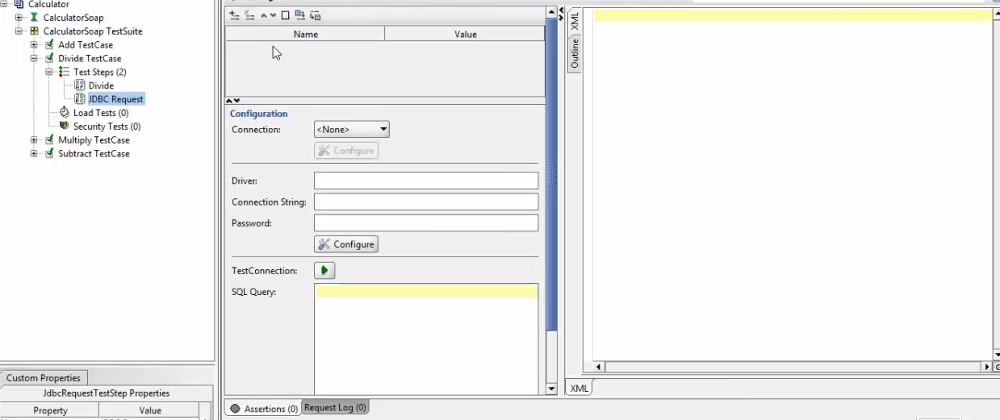 Calculator
CalculatorSoap
CalculatorSoap TestSuite
Add TestCase
Divide TestCase
Test Steps (2)
Divide
JDBC Request
Load Tests (0)
Security Tests (0)
Multiply TestCase
Subtract TestCase
Custom Properties
JdbcRequestTestStep Properties
Property Value
Name Value
Configuration
Connection: <None>
Configure
Driver:
Connection String:
Password:
Configure
TestConnection:
SQL Query:
Assertions (0) Request Log (0)
XML
Outline
XML